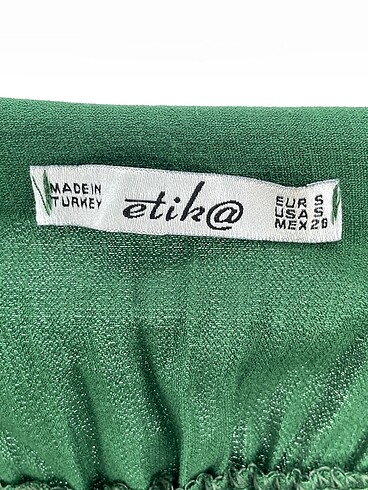 MADE IN
TURKEY
etik@
EUR S
USA S
MEX 26